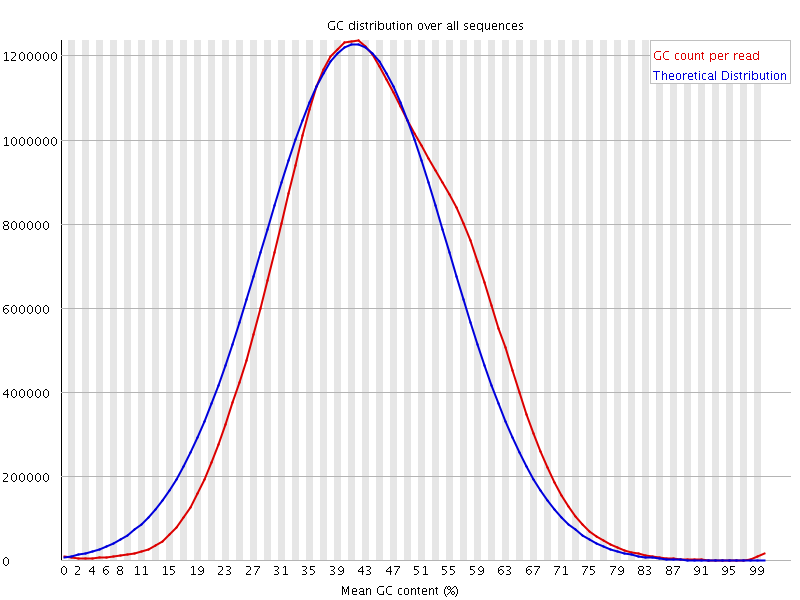 GC distribution over all sequences
GC count per read
Theoretical Distribution
1200000
1000000
800000
600000
400000
200000
0
0 2 4 6 8 11 15 19 23 27 31 35 39 43 47 51 55 59 63 67 71 75 79 83 87 91 95 99
Mean GC content (%)